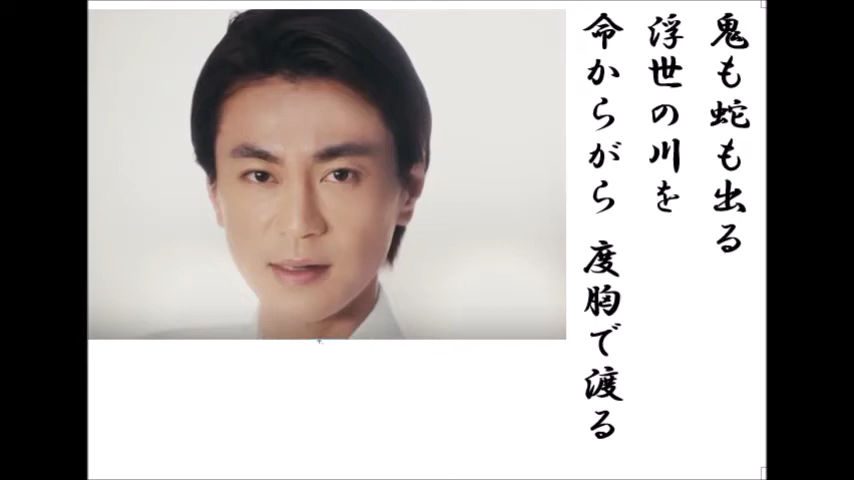 鬼も蛇も出る
浮世の川を
命からがら 度胸で渡る